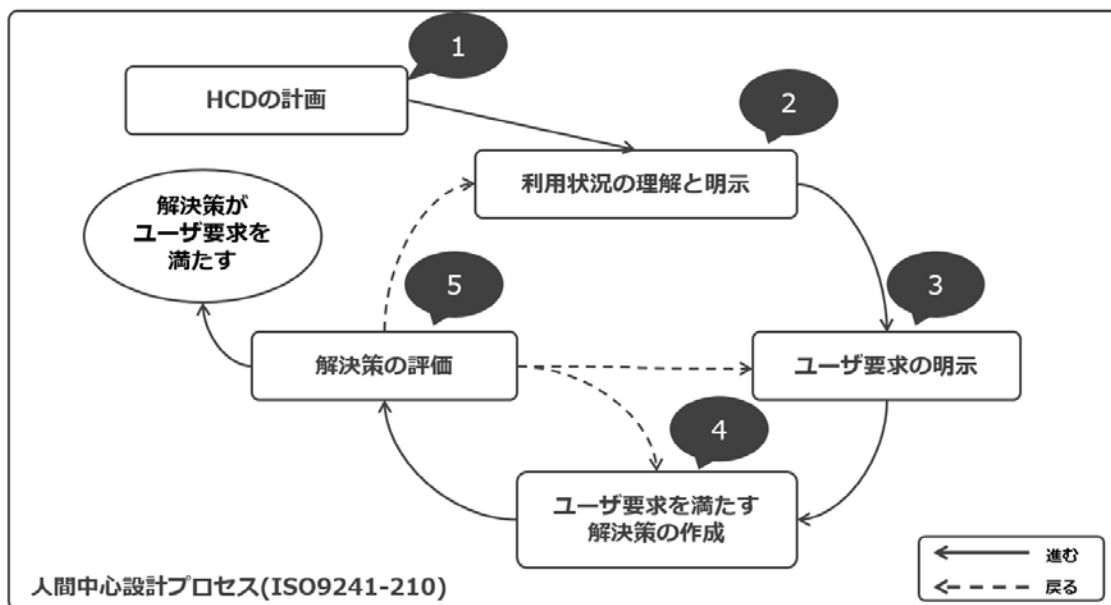 1
HCDの計画
2
利用状況の理解と明示
解決策が
ユーザ要求を
満たす
5
3
解決策の評価
ユーザ要求の明示
4
ユーザ要求を満たす
解決策の作成
進む
戻る
人間中心設計プロセス(ISO9241-210)